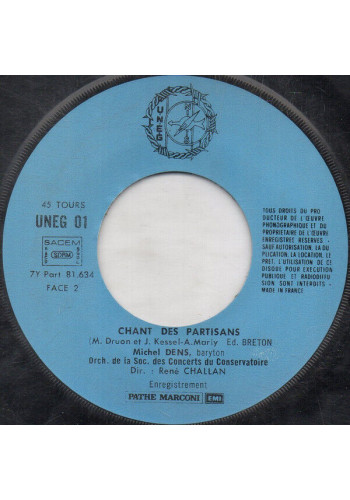 UNEG
45 TOURS
UNEG 01
SACEM
SDRM
7Y Part 81.634
FACE 2
TOUS DROITS DU PRO
DUCTEUR DE L'ŒUVRE
PHONOGRAPHIQUE ET DU
PROPRIETAIRE DE L'ŒUVRE
ENREGISTREE RESERVES -
SAUF AUTORISATION, LA DU
PLICATION, LA LOCATION, LE
PRET, L'UTILISATION DE CE
DISQUE POUR EXECUTION
PUBLIQUE ET RADIODIFFU
SION SONT INTERDITS -
MADE IN FRANCE
CHANT DES PARTISANS
(M. Druon et J. Kessel-A.Marly) Ed. BRETON
Michel DENS, baryton
Orch. de la Soc. des Concerts du Conservatoire
Dir. : René CHALLAN
Enregistrement
PATHE MARCONI EMI